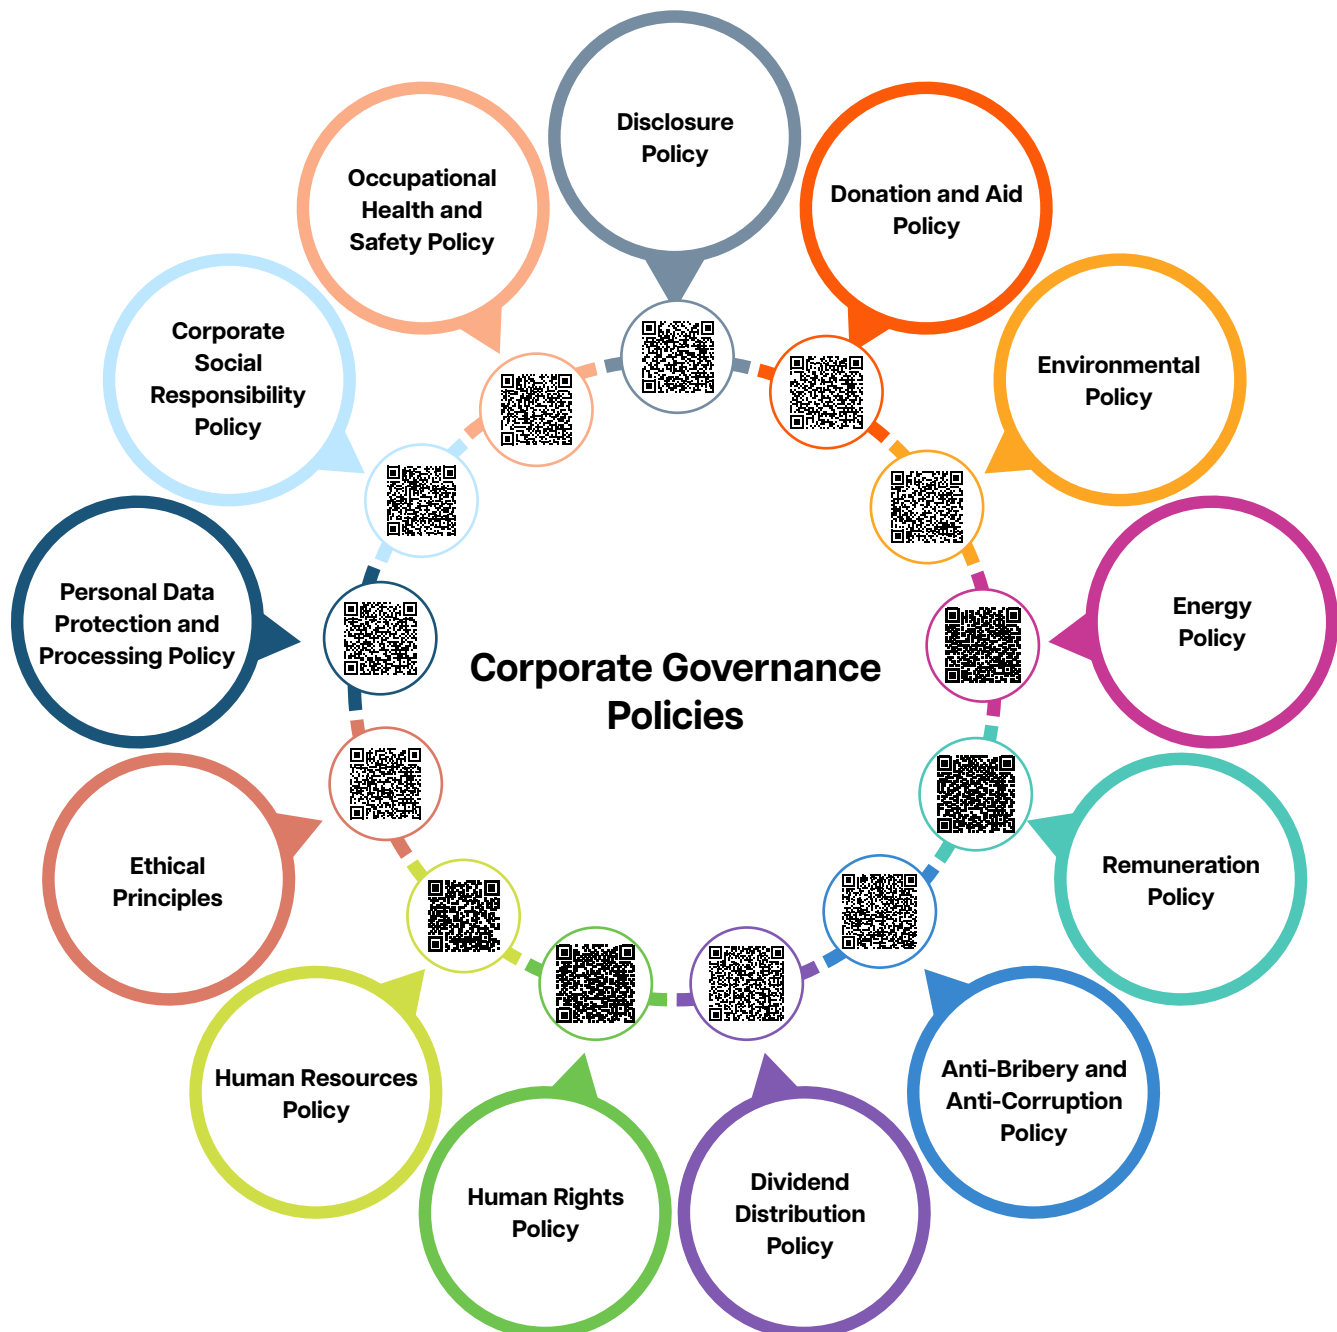 Disclosure
Policy
Donation and Aid
Policy
Environmental
Policy
Energy
Policy
Remuneration
Policy
Anti-Bribery and
Anti-Corruption
Policy
Dividend
Distribution
Policy
Human Rights
Policy
Human Resources
Policy
Ethical
Principles
Personal Data
Protection and
Processing Policy
Corporate
Social
Responsibility
Policy
Occupational
Health and
Safety Policy
Corporate Governance
Policies